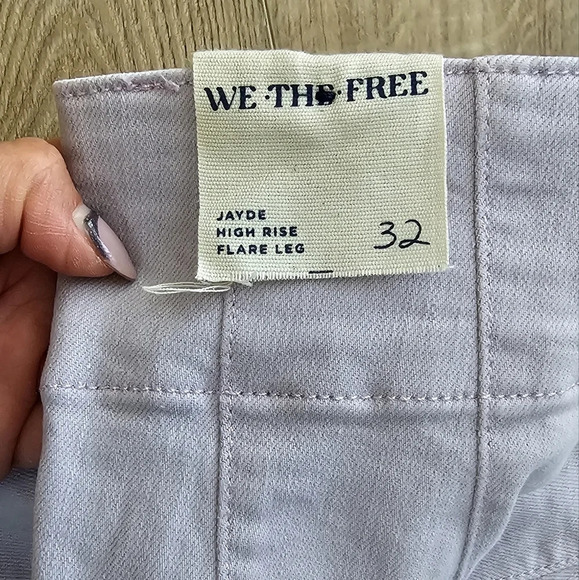 WE·THE·FREE
JAYDE
HIGH RISE
FLARE LEG
32